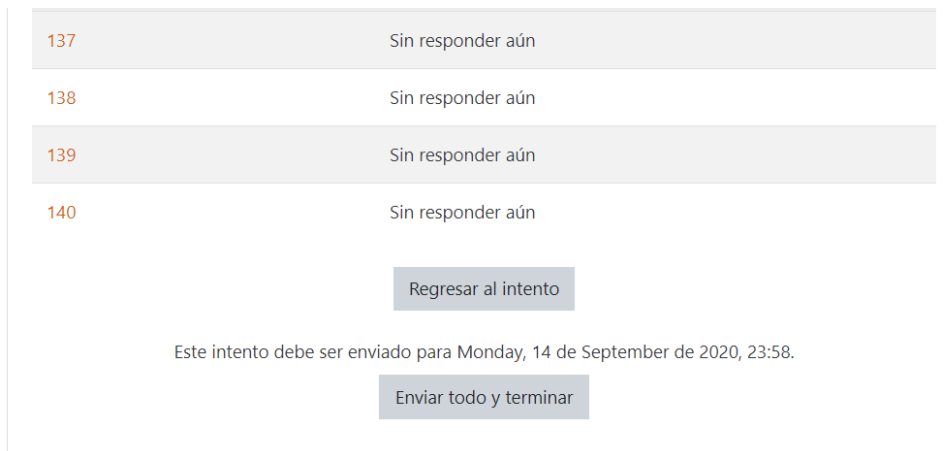 137 Sin responder aún
138 Sin responder aún
139 Sin responder aún
140 Sin responder aún
Regresar al intento
Este intento debe ser enviado para Monday, 14 de September de 2020, 23:58.
Enviar todo y terminar